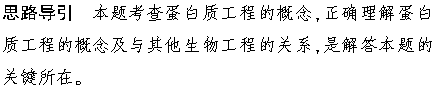 思路导引　本题考查蛋白质工程的概念,正确理解蛋白
质工程的概念及与其他生物工程的关系,是解答本题的
关键所在。